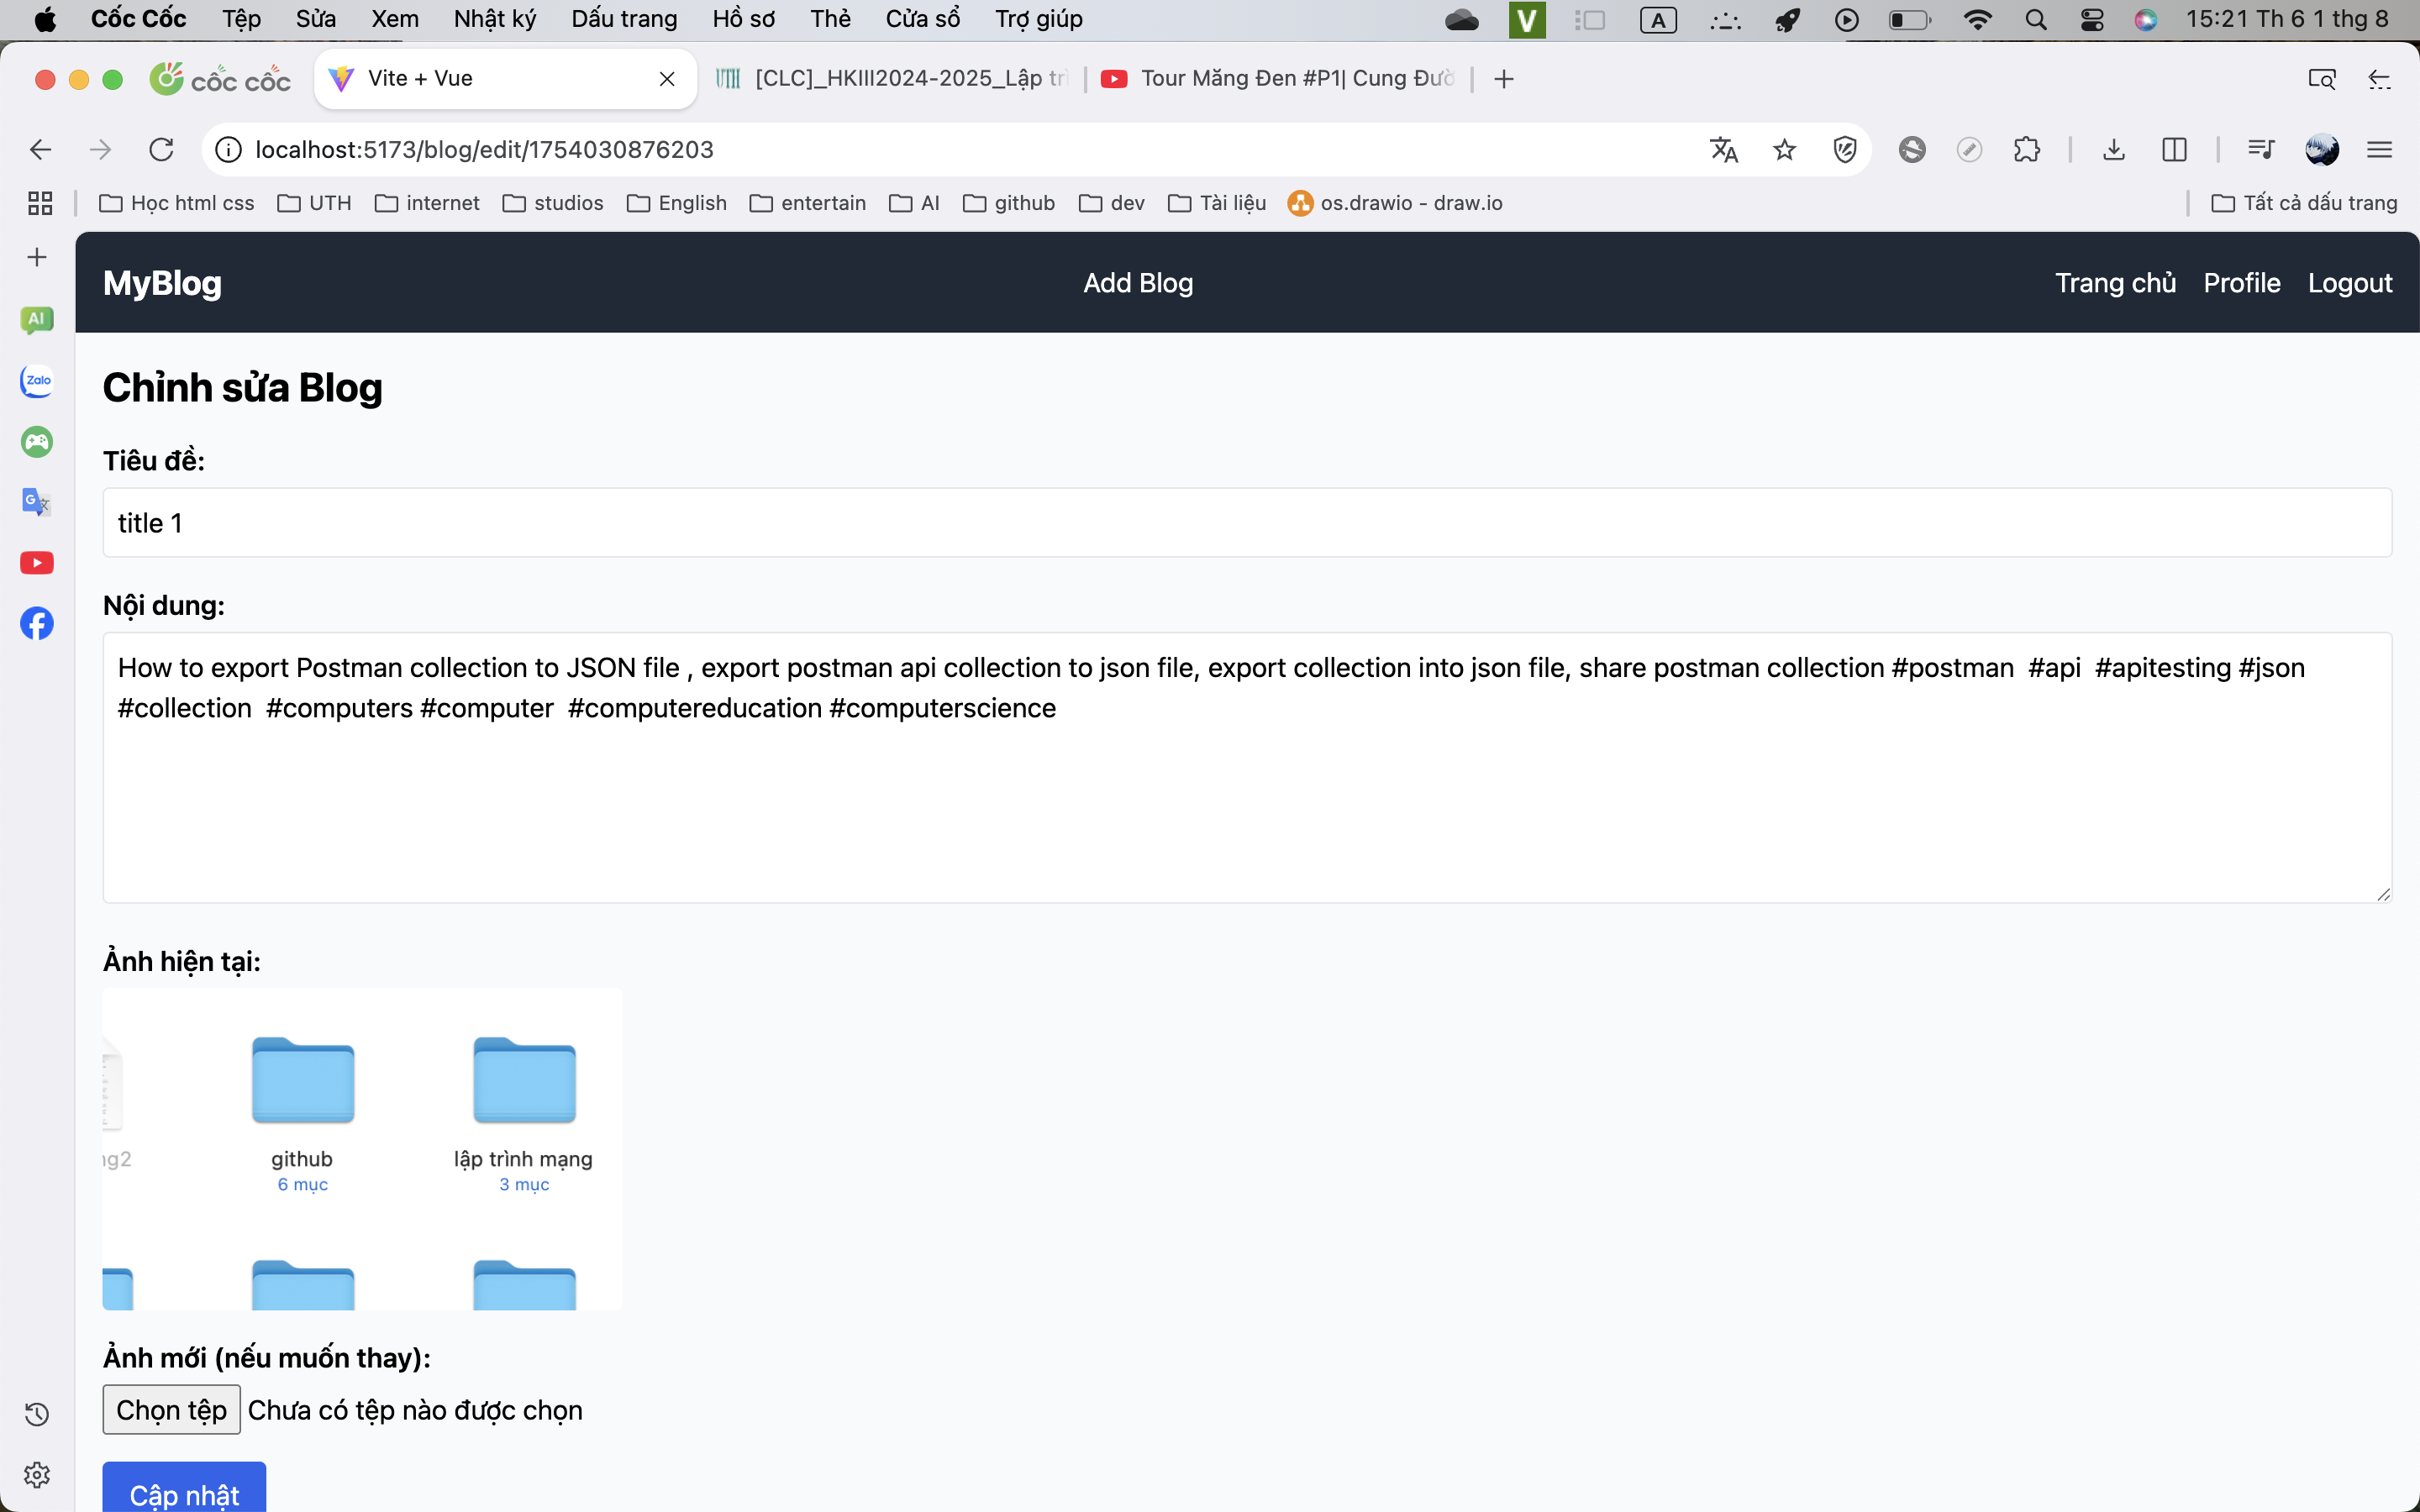 Cốc Cốc Tệp Sửa Xem Nhật ký Dấu trang Hồ sơ Thẻ Cửa sổ Trợ giúp V A 15:21 Th 6 1 thg 8
cốc cốc Vite + Vue [CLC]_HKIII2024-2025_Lập trì Tour Măng Đen #P1| Cung Đườ
localhost:5173/blog/edit/1754030876203
Học html css UTH internet studios English entertain AI github dev Tài liệu os.drawio - draw.io Tất cả dấu trang
MyBlog Add Blog Trang chủ Profile Logout
AI
Zalo
Chỉnh sửa Blog
Tiêu đề:
title 1
Nội dung:
How to export Postman collection to JSON file , export postman api collection to json file, export collection into json file, share postman collection #postman  #api  #apitesting #json
#collection  #computers #computer  #computereducation #computerscience
Ảnh hiện tại:
ng2 github lập trình mạng
6 mục 3 mục
Ảnh mới (nếu muốn thay):
Chọn tệp Chưa có tệp nào được chọn
Cập nhật